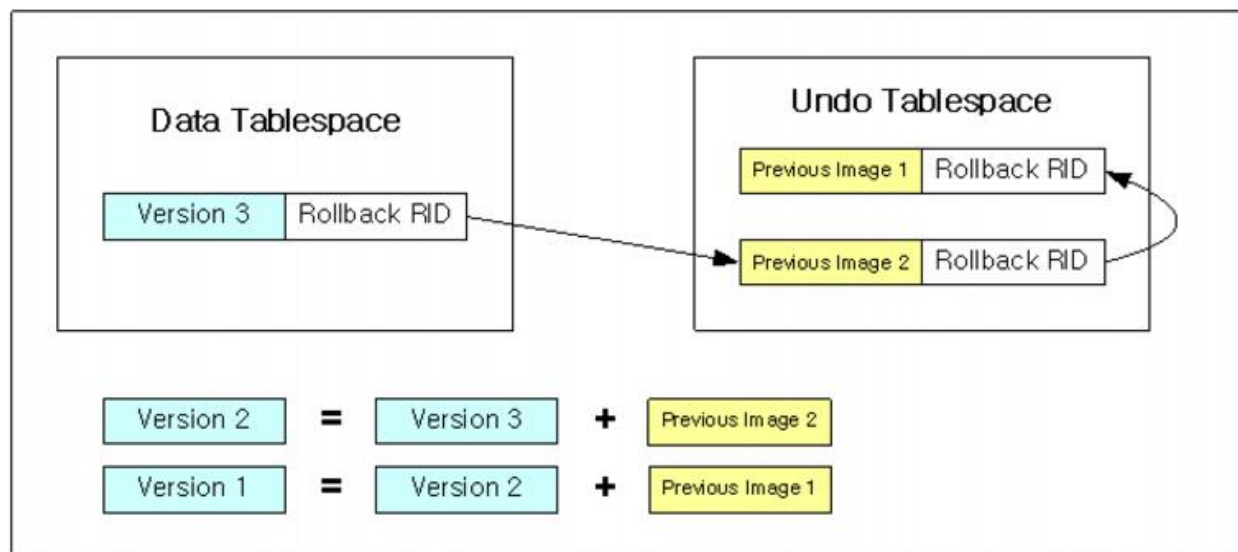 Data Tablespace
Version 3 Rollback RID
Undo Tablespace
Previous Image 1 Rollback RID
Previous Image 2 Rollback RID
Version 2 = Version 3 + Previous Image 2
Version 1 = Version 2 + Previous Image 1